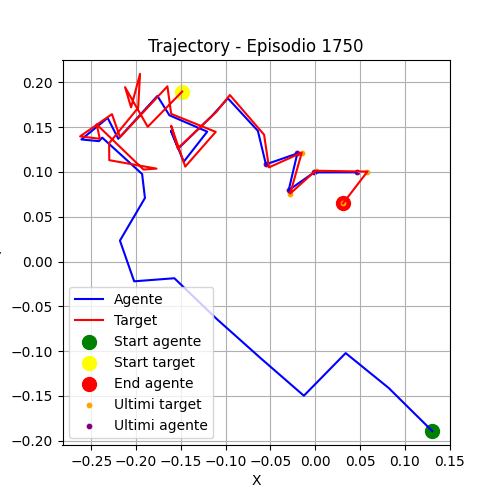 Trajectory - Episodio 1750
0.20
0.15
0.10
0.05
0.00
−0.05
−0.10
−0.15
−0.20
Agente
Target
Start agente
Start target
End agente
Ultimi target
Ultimi agente
−0.25 −0.20 −0.15 −0.10 −0.05 0.00 0.05 0.10 0.15
X